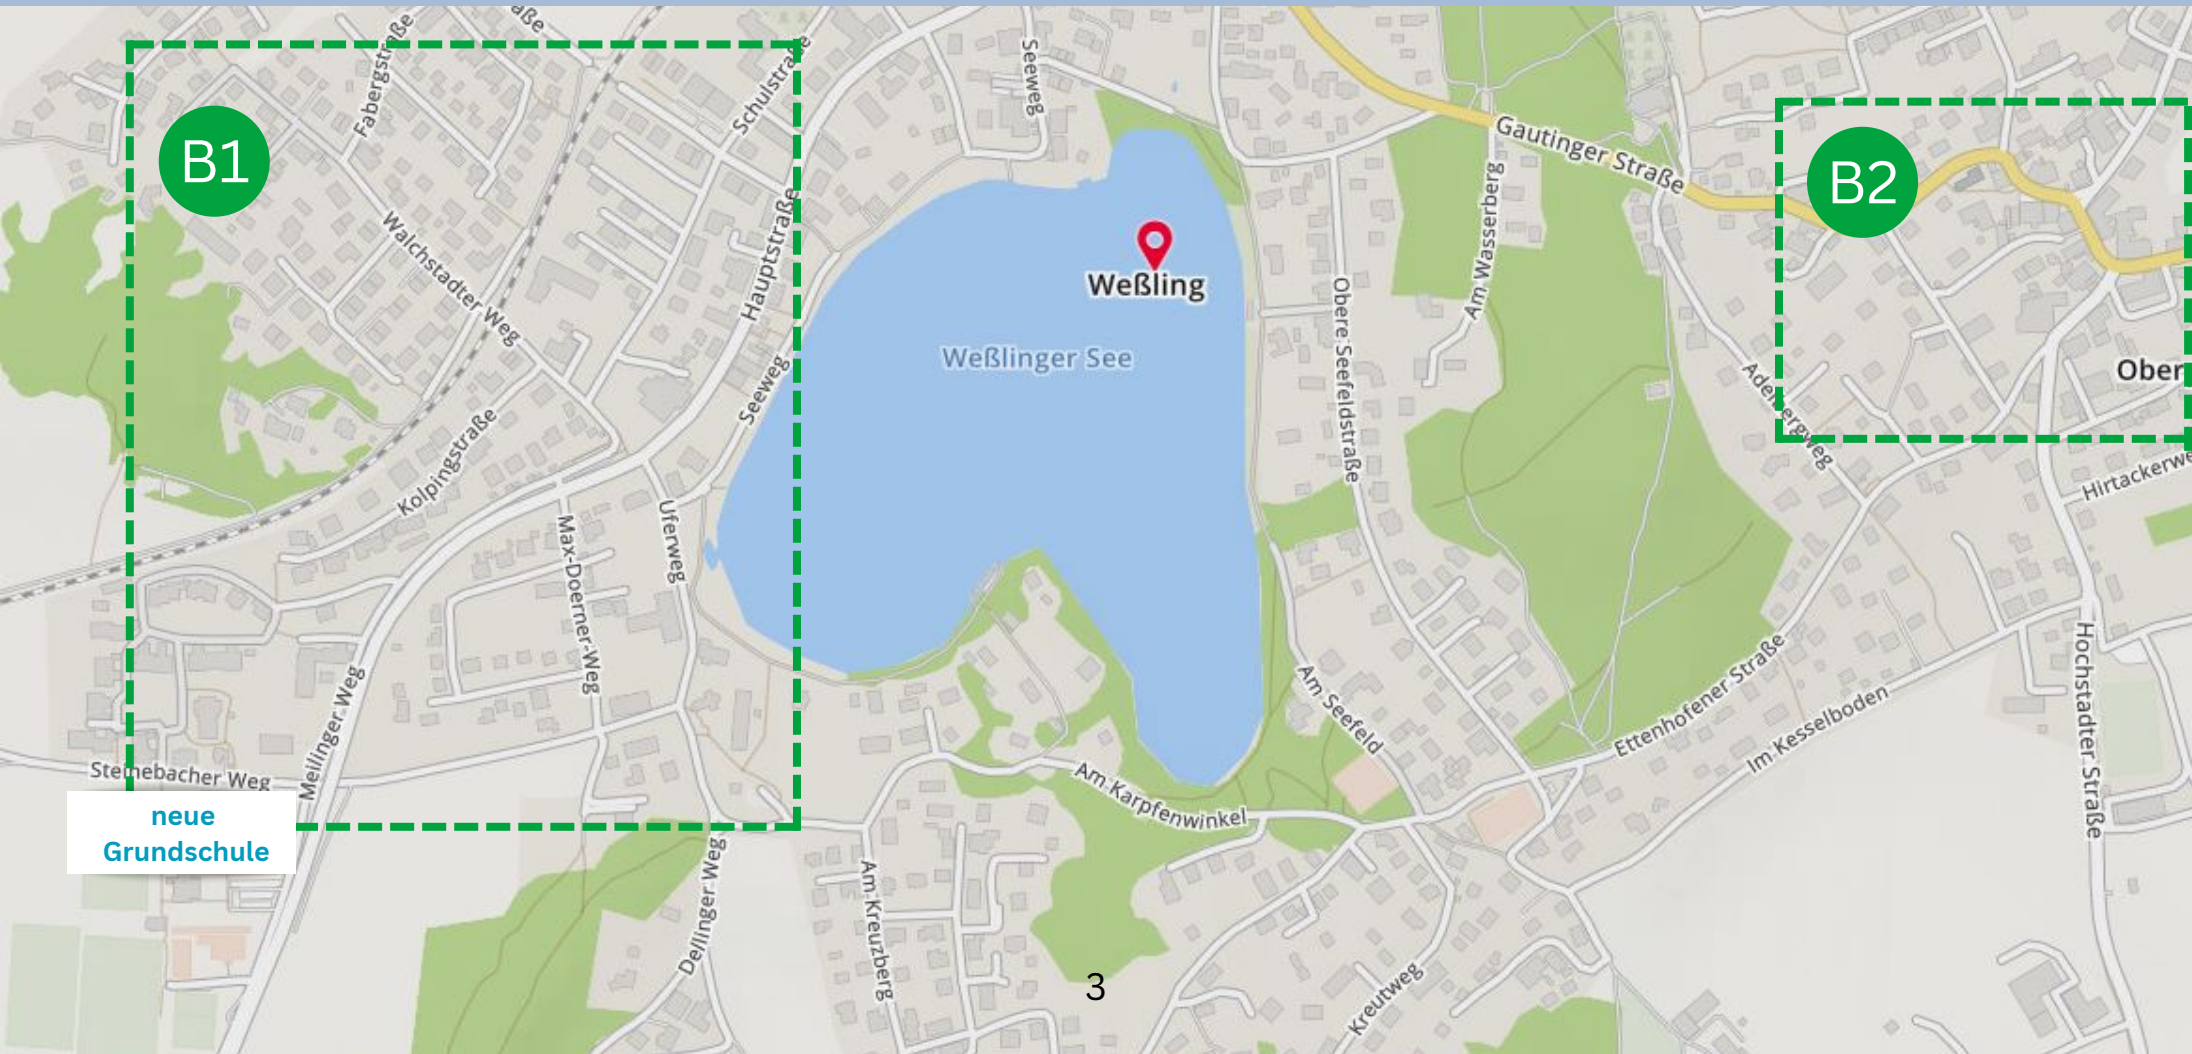 aße
Fabergstraße
Schulstraße
Seeweg
B1
Gautinger Straße
B2
Walchstadter Weg
Hauptstraße
Am Wasserberg
Weßling
Obere Seefeldstraße
Weßlinger See
Seeweg
Adelbergweg
Ober
Kolpingstraße
Hirtackerwe
Max-Doerner-Weg
Uferweg
Meilinger Weg
Am Seefeld
Ettenhofener Straße
Im Kesselboden
Hochstadter Straße
Steinebacher Weg
Am Karpfenwinkel
neue
Grundschule
Dellinger Weg
Am Kreuzberg
Kreutweg
3